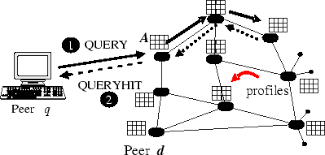 A
1 QUERY
QUERYHIT
2
Peer q
profiles
Peer d